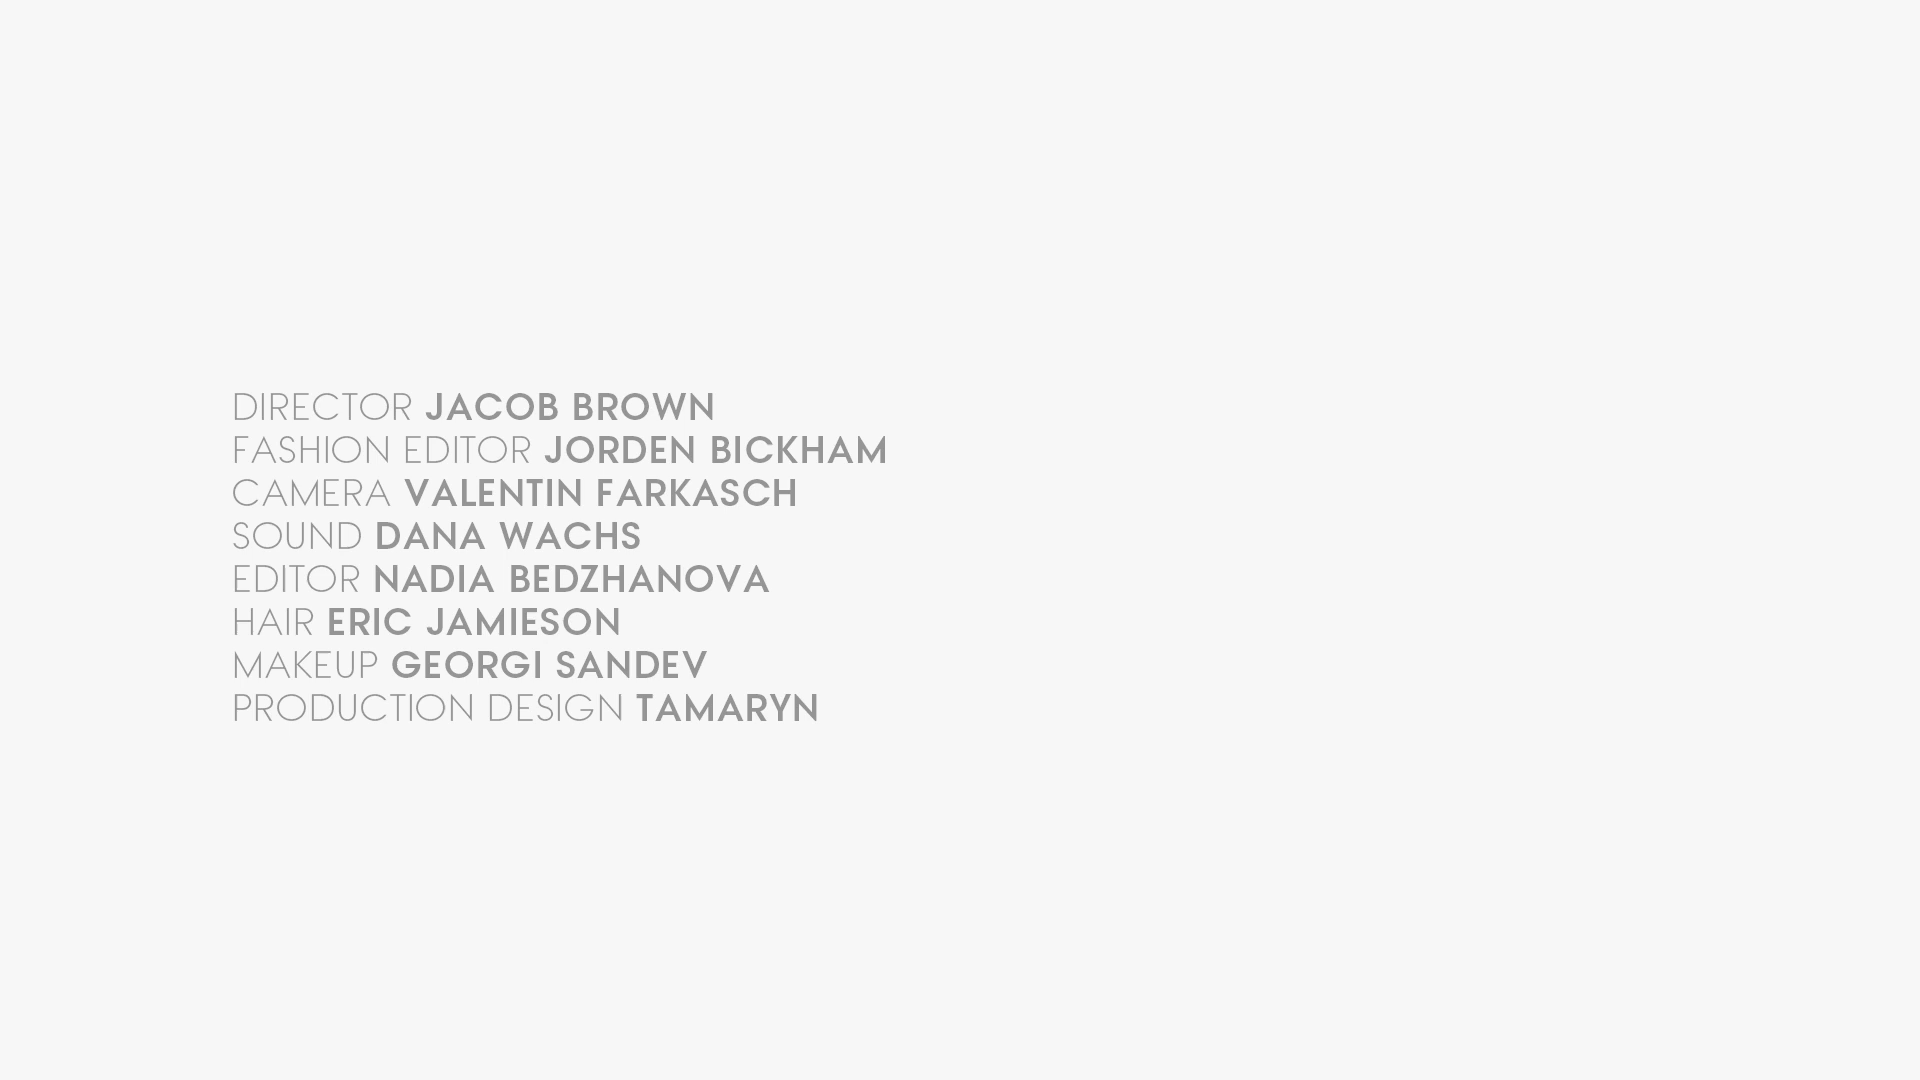 DIRECTOR JACOB BROWN
FASHION EDITOR JORDEN BICKHAM
CAMERA VALENTIN FARKASCH
SOUND DANA WACHS
EDITOR NADIA BEDZHANOVA
HAIR ERIC JAMIESON
MAKEUP GEORGI SANDEV
PRODUCTION DESIGN TAMARYN